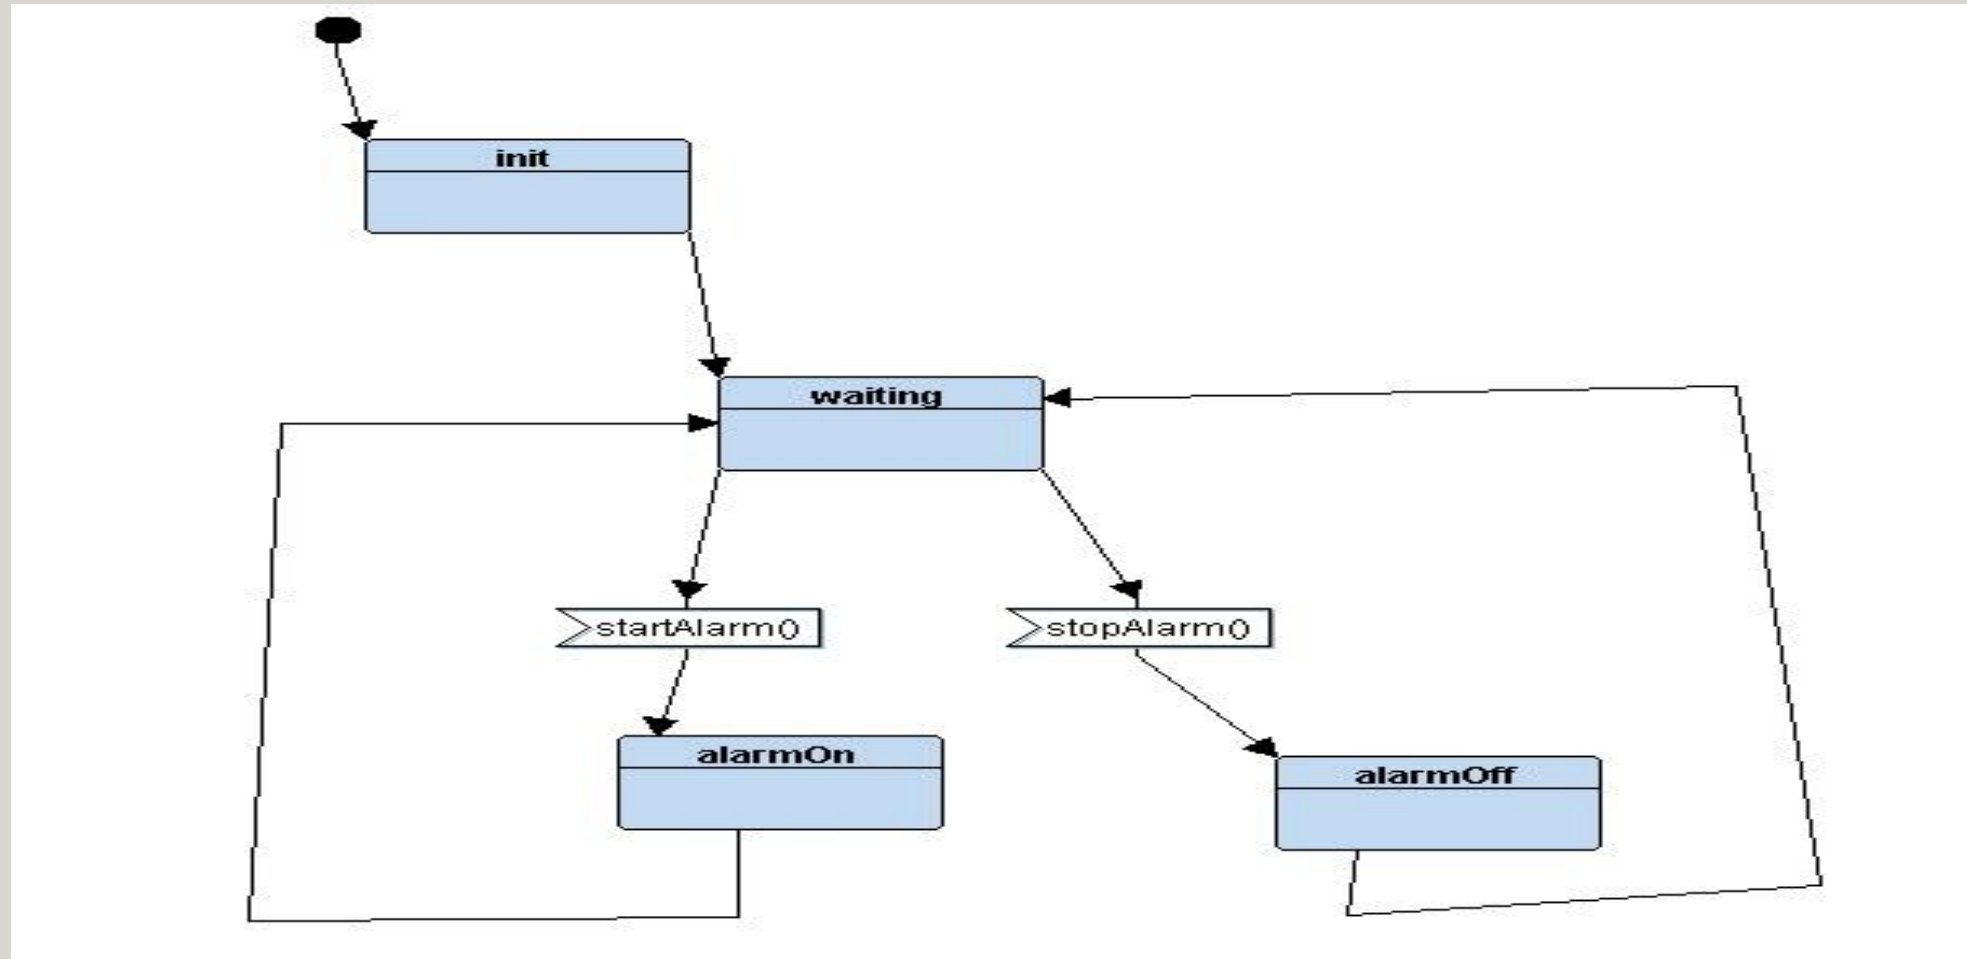 init
waiting
startAlarm()
stopAlarm()
alarmOn
alarmOff